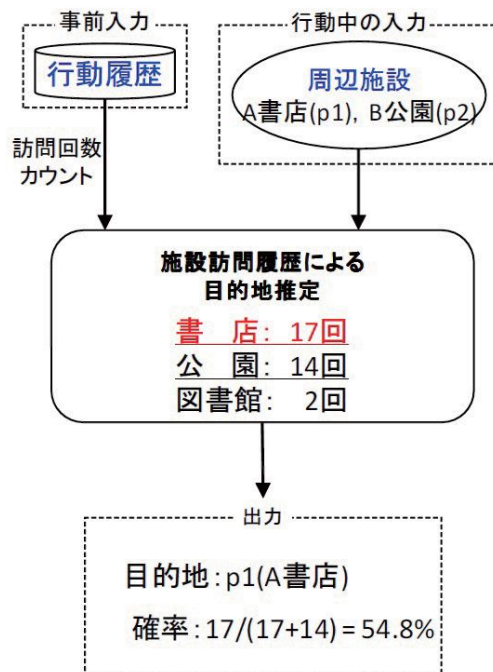 事前入力
行動履歴
訪問回数
カウント
行動中の入力
周辺施設
A書店(p1), B公園(p2)
施設訪問履歴による
目的地推定
書 店: 17回
公 園: 14回
図書館: 2回
出力
目的地:p1(A書店)
確率:17/(17+14)=54.8%